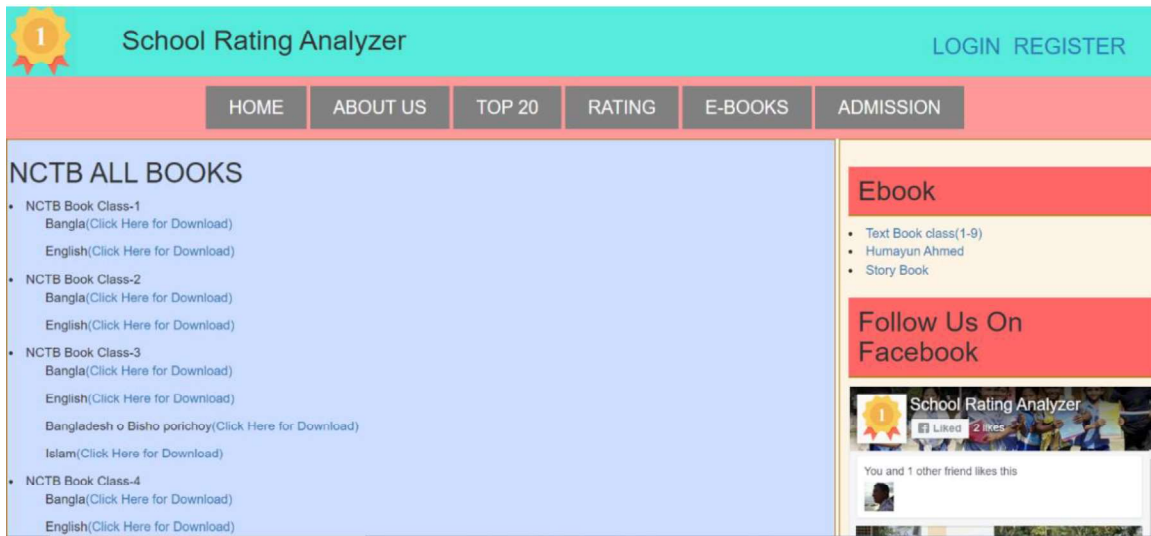 1
School Rating Analyzer
LOGIN REGISTER
HOME ABOUT US TOP 20 RATING E-BOOKS ADMISSION
NCTB ALL BOOKS
• NCTB Book Class-1
Bangla(Click Here for Download)
English(Click Here for Download)
• NCTB Book Class-2
Bangla(Click Here for Download)
English(Click Here for Download)
• NCTB Book Class-3
Bangla(Click Here for Download)
English(Click Here for Download)
Bangladesh o Bisho porichoy(Click Here for Download)
Islam(Click Here for Download)
• NCTB Book Class-4
Bangla(Click Here for Download)
English(Click Here for Download)
Ebook
• Text Book class(1-9)
• Humayun Ahmed
• Story Book
Follow Us On
Facebook
1
School Rating Analyzer
Liked 2 likes
You and 1 other friend likes this